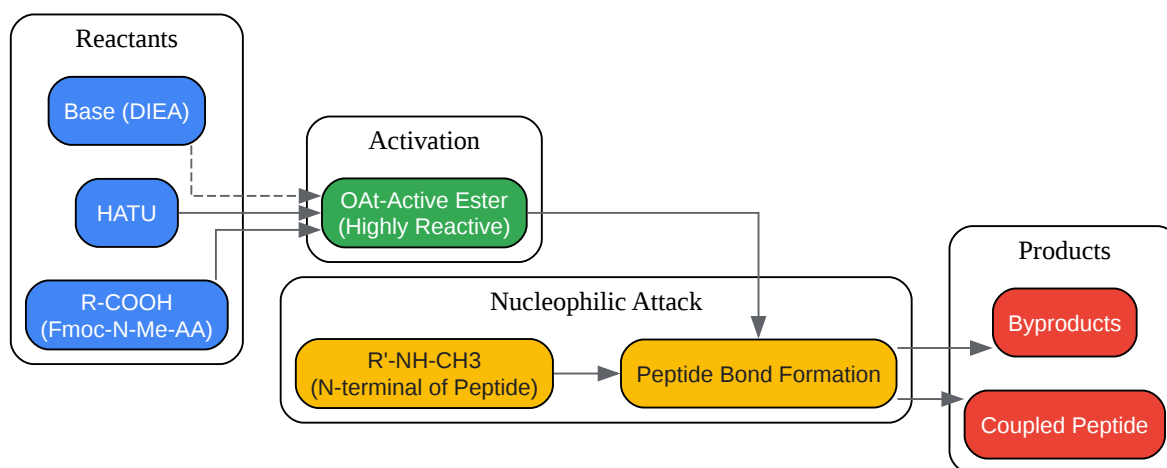 Reactants
Base (DIEA)
HATU
R-COOH
(Fmoc-N-Me-AA)
Activation
OAt-Active Ester
(Highly Reactive)
Nucleophilic Attack
R'-NH-CH3
(N-terminal of Peptide)
Peptide Bond Formation
Products
Byproducts
Coupled Peptide